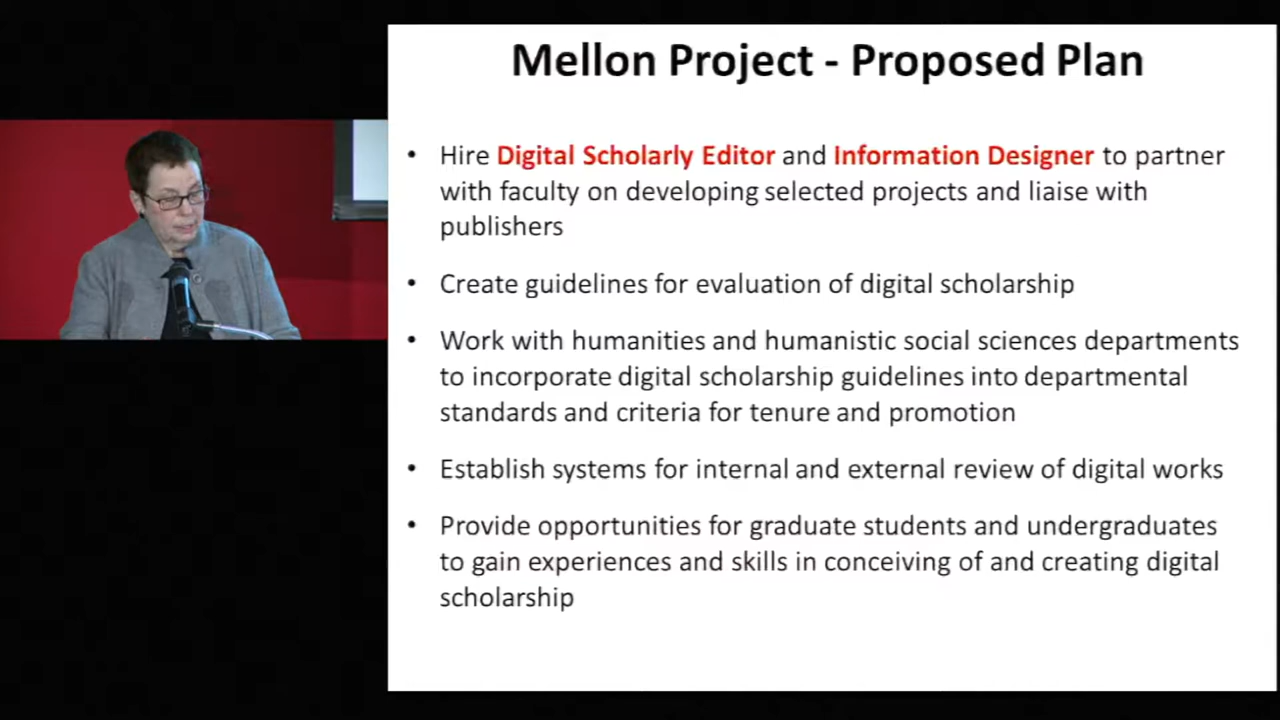 Mellon Project - Proposed Plan
• Hire Digital Scholarly Editor and Information Designer to partner
with faculty on developing selected projects and liaise with
publishers
• Create guidelines for evaluation of digital scholarship
• Work with humanities and humanistic social sciences departments
to incorporate digital scholarship guidelines into departmental
standards and criteria for tenure and promotion
• Establish systems for internal and external review of digital works
• Provide opportunities for graduate students and undergraduates
to gain experiences and skills in conceiving of and creating digital
scholarship